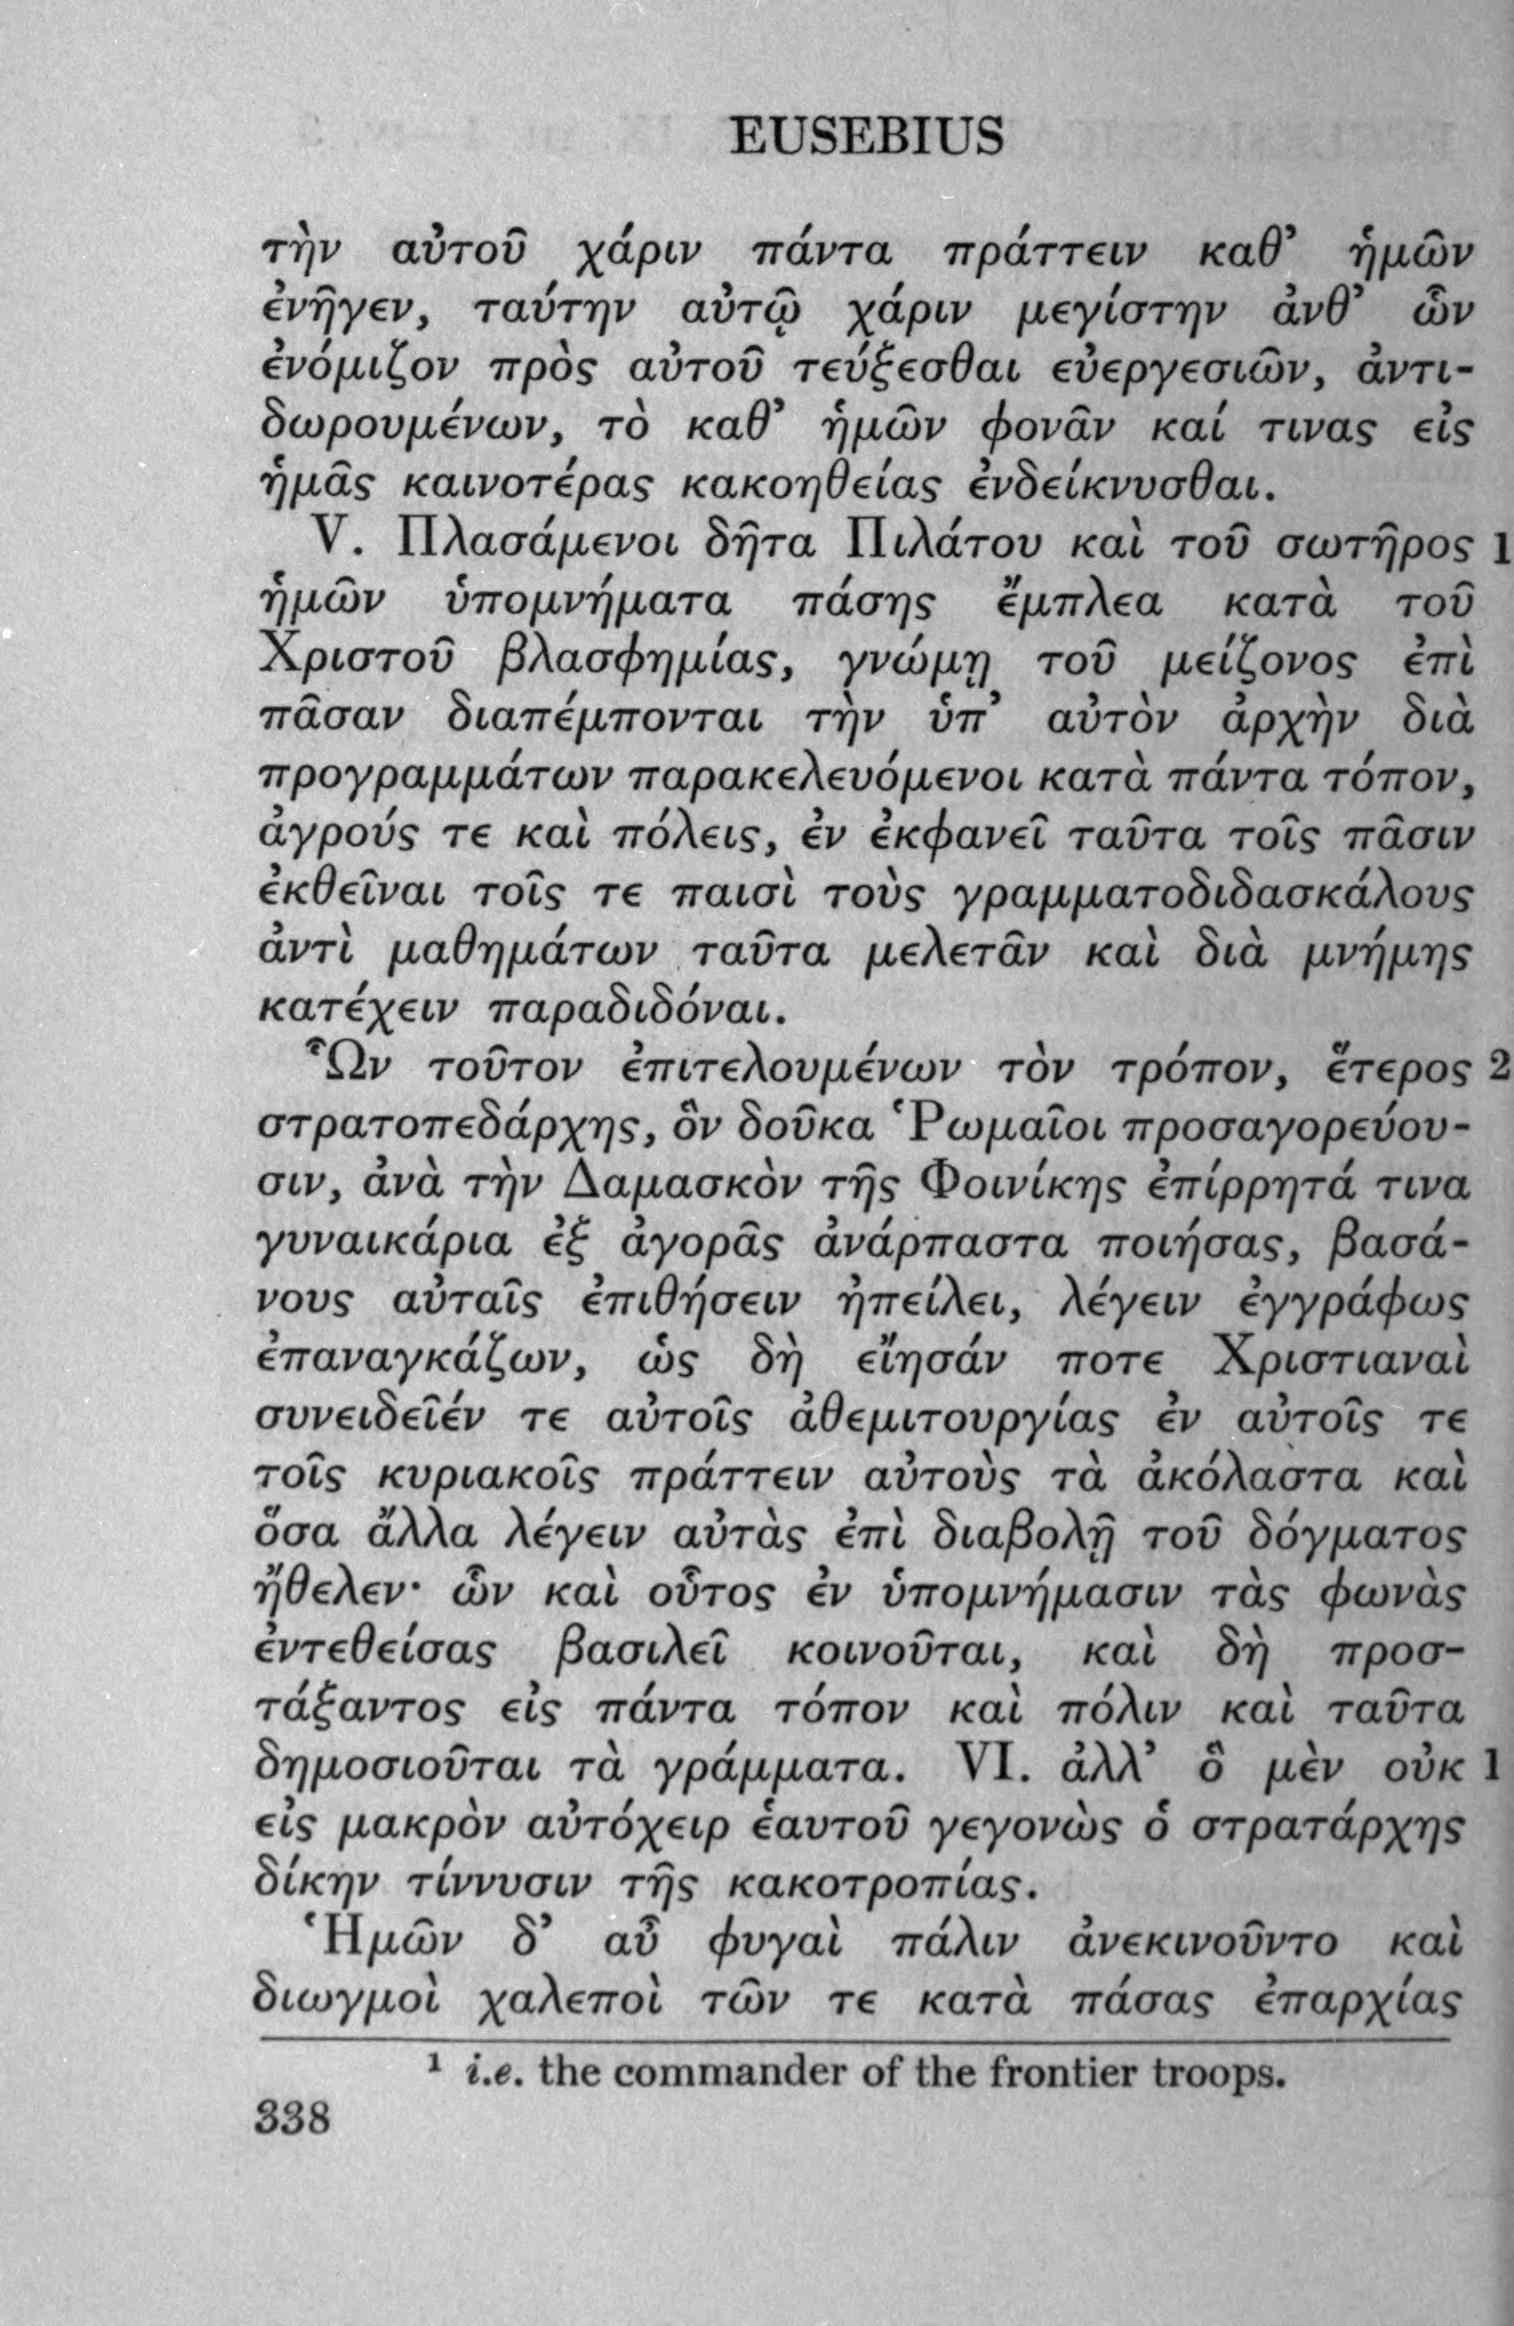 EUSEBIUS
τὴν αὐτοῦ χάριν πάντα πράττειν καθ’ ἡμῶν
ἐνῆγεν, ταύτην αὐτῷ χάριν μεγίστην ἀνθ’ ὧν
ἐνόμιζον πρὸς αὐτοῦ τεύξεσθαι εὐεργεσιῶν, ἀντι-
δωρουμένων, τὸ καθ’ ἡμῶν φονᾶν καί τινας εἰς
ἡμᾶς καινοτέρας κακοηθείας ἐνδείκνυσθαι.
V. Πλασάμενοι δῆτα Πιλάτου καὶ τοῦ σωτῆρος 1
ἡμῶν ὑπομνήματα πάσης ἔμπλεα κατὰ τοῦ
Χριστοῦ βλασφημίας, γνώμῃ τοῦ μείζονος ἐπὶ
πᾶσαν διαπέμπονται τὴν ὑπ’ αὐτὸν ἀρχὴν διὰ
προγραμμάτων παρακελευόμενοι κατὰ πάντα τόπον,
ἀγρούς τε καὶ πόλεις, ἐν ἐκφανεῖ ταῦτα τοῖς πᾶσιν
ἐκθεῖναι τοῖς τε παισὶ τοὺς γραμματοδιδασκάλους
ἀντὶ μαθημάτων ταῦτα μελετᾶν καὶ διὰ μνήμης
κατέχειν παραδιδόναι.
Ὧν τοῦτον ἐπιτελουμένων τὸν τρόπον, ἕτερος 2
στρατοπεδάρχης, ὃν δοῦκα Ῥωμαῖοι προσαγορεύου-
σιν, ἀνὰ τὴν Δαμασκὸν τῆς Φοινίκης ἐπίρρητά τινα
γυναικάρια ἐξ ἀγορᾶς ἀνάρπαστα ποιήσας, βασά-
νους αὐταῖς ἐπιθήσειν ἠπείλει, λέγειν ἐγγράφως
ἐπαναγκάζων, ὡς δὴ εἴησάν ποτε Χριστιαναὶ
συνειδεῖέν τε αὐτοῖς ἀθεμιτουργίας ἐν αὐτοῖς τε
τοῖς κυριακοῖς πράττειν αὐτοὺς τὰ ἀκόλαστα καὶ
ὅσα ἄλλα λέγειν αὐτὰς ἐπὶ διαβολῇ τοῦ δόγματος
ἤθελεν· ὧν καὶ οὗτος ἐν ὑπομνήμασιν τὰς φωνὰς
ἐντεθείσας βασιλεῖ κοινοῦται, καὶ δὴ προσ-
τάξαντος εἰς πάντα τόπον καὶ πόλιν καὶ ταῦτα
δημοσιοῦται τὰ γράμματα. VI. ἀλλ’ ὃ μὲν οὐκ 1
εἰς μακρὸν αὐτόχειρ ἑαυτοῦ γεγονὼς ὁ στρατάρχης
δίκην τίννυσιν τῆς κακοτροπίας.
Ἡμῶν δ’ αὖ φυγαὶ πάλιν ἀνεκινοῦντο καὶ
διωγμοὶ χαλεποὶ τῶν τε κατὰ πάσας ἐπαρχίας
¹ i.e. the commander of the frontier troops.
338